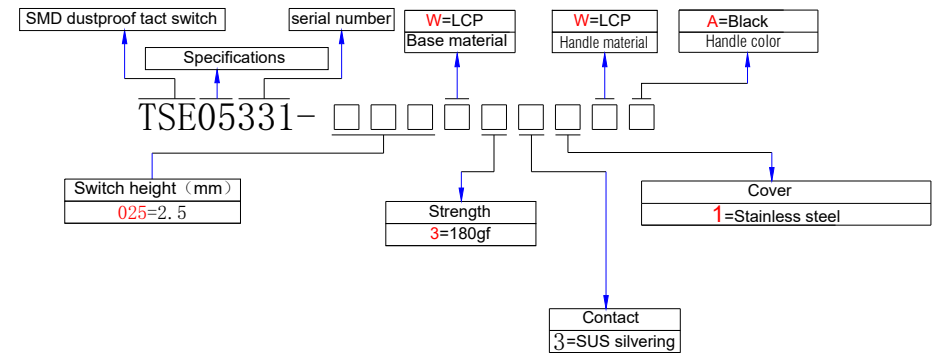 SMD dustproof tact switch
serial number
W=LCP
Base material
W=LCP
Handle material
A=Black
Handle color
Specifications
TSE05331-□□□□□□□□□
Switch height（mm）
025=2.5
Strength
3=180gf
Cover
1=Stainless steel
Contact
3=SUS silvering